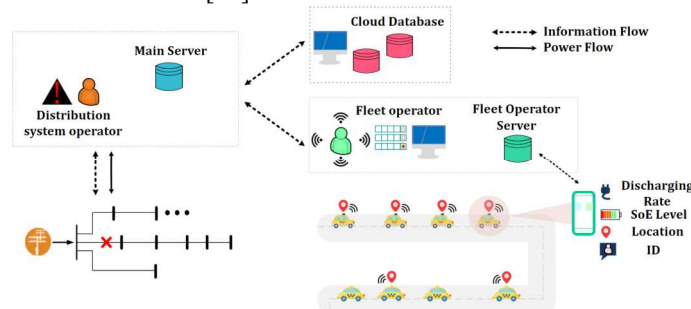 Cloud Database
Information Flow
Power Flow
Main Server
Distribution
system operator
Fleet operator
Fleet Operator
Server
Discharging
Rate
SoE Level
Location
ID